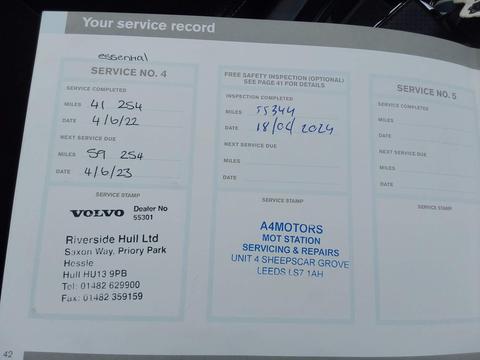 Your service record
essential
SERVICE NO. 4
SERVICE COMPLETED
MILES 41 254
DATE 4/6/22
NEXT SERVICE DUE
MILES 59 254
DATE 4/6/23
SERVICE STAMP
VOLVO Dealer No
55301
Riverside Hull Ltd
Saxon Way, Priory Park
Hessle
Hull HU13 9PB
Tel: 01482 629900
Fax: 01482 359159
FREE SAFETY INSPECTION (OPTIONAL)
SEE PAGE 41 FOR DETAILS
INSPECTION COMPLETED
MILES 55344
DATE 18/04/2024
NEXT SERVICE DUE
MILES
DATE
SERVICE STAMP
A4MOTORS
MOT STATION
SERVICING & REPAIRS
UNIT 4 SHEEPSCAR GROVE
LEEDS LS7 1AH
SERVICE NO. 5
SERVICE COMPLETED
MILES
DATE
NEXT SERVICE DUE
MILES
DATE
SERVICE STAMP
42